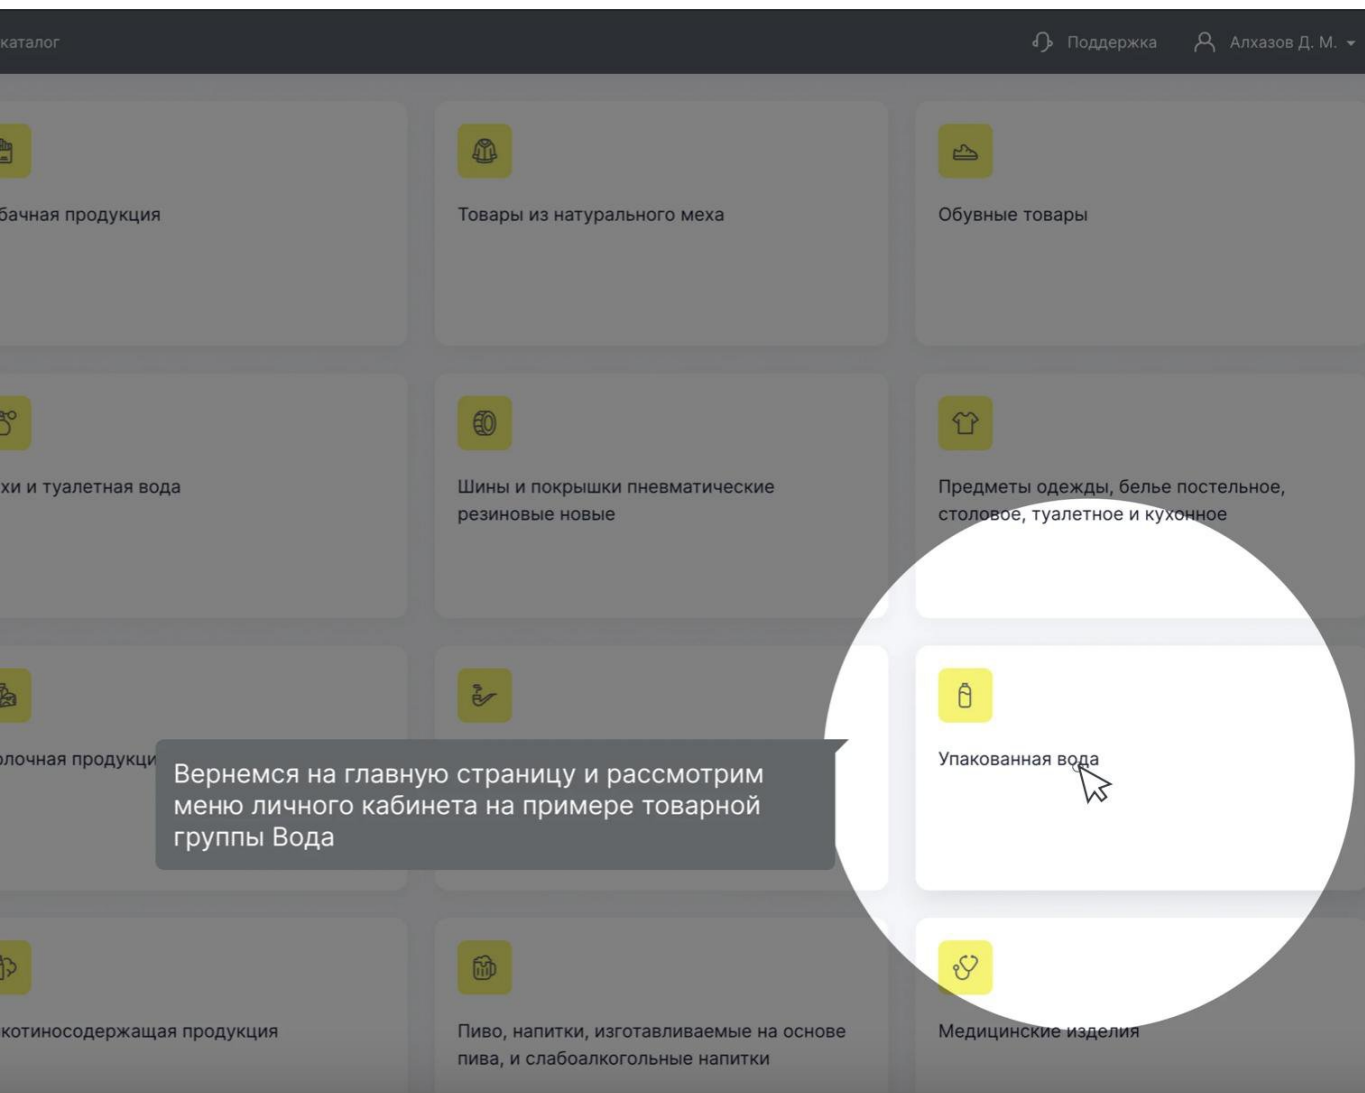 каталог
Поддержка
Алхазов Д. М.
бачная продукция
Товары из натурального меха
Обувные товары
хи и туалетная вода
Шины и покрышки пневматические
резиновые новые
Предметы одежды, белье постельное,
столовое, туалетное и кухонное
лочная продукци
Упакованная вода
Вернемся на главную страницу и рассмотрим
меню личного кабинета на примере товарной
группы Вода
котиносодержащая продукция
Пиво, напитки, изготавливаемые на основе
пива, и слабоалкогольные напитки
Медицинские изделия